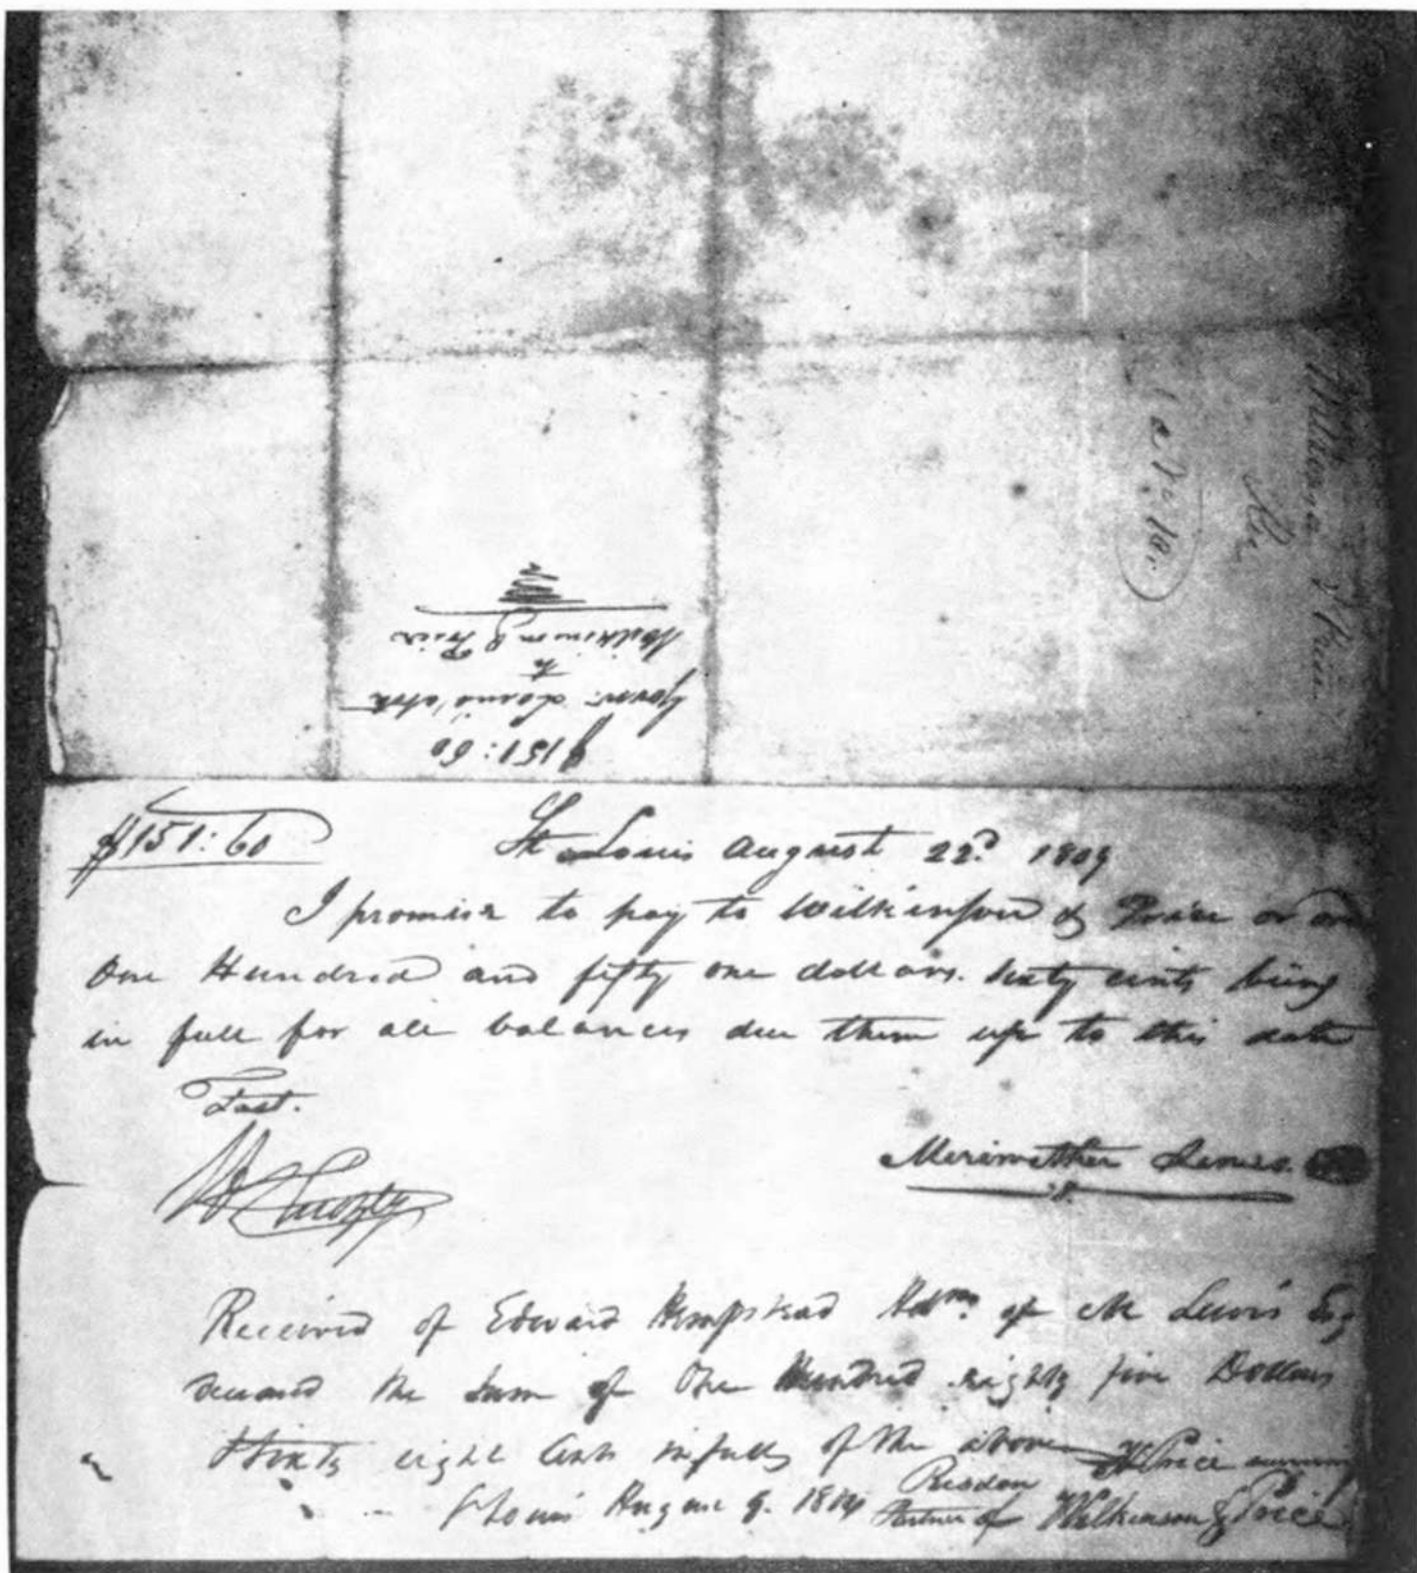 Wilkinson & Price
$151:60
$151:60
St Louis August 22d. 1809
I promise to pay to Wilkinson & Price or
One Hundred and fifty one dollars. Sixty cents being
in full for all balances due them up to this date
Test.
Meriwether Lewis.
Received of Edward Hempstead Adm. of M Lewis Esq
deceased the Sum of One Hundred eighty five Dollars
eight Cents in full of the above
Price surviving
St Louis August 9. 1814
Risdon
Partner of Wilkinson & Price